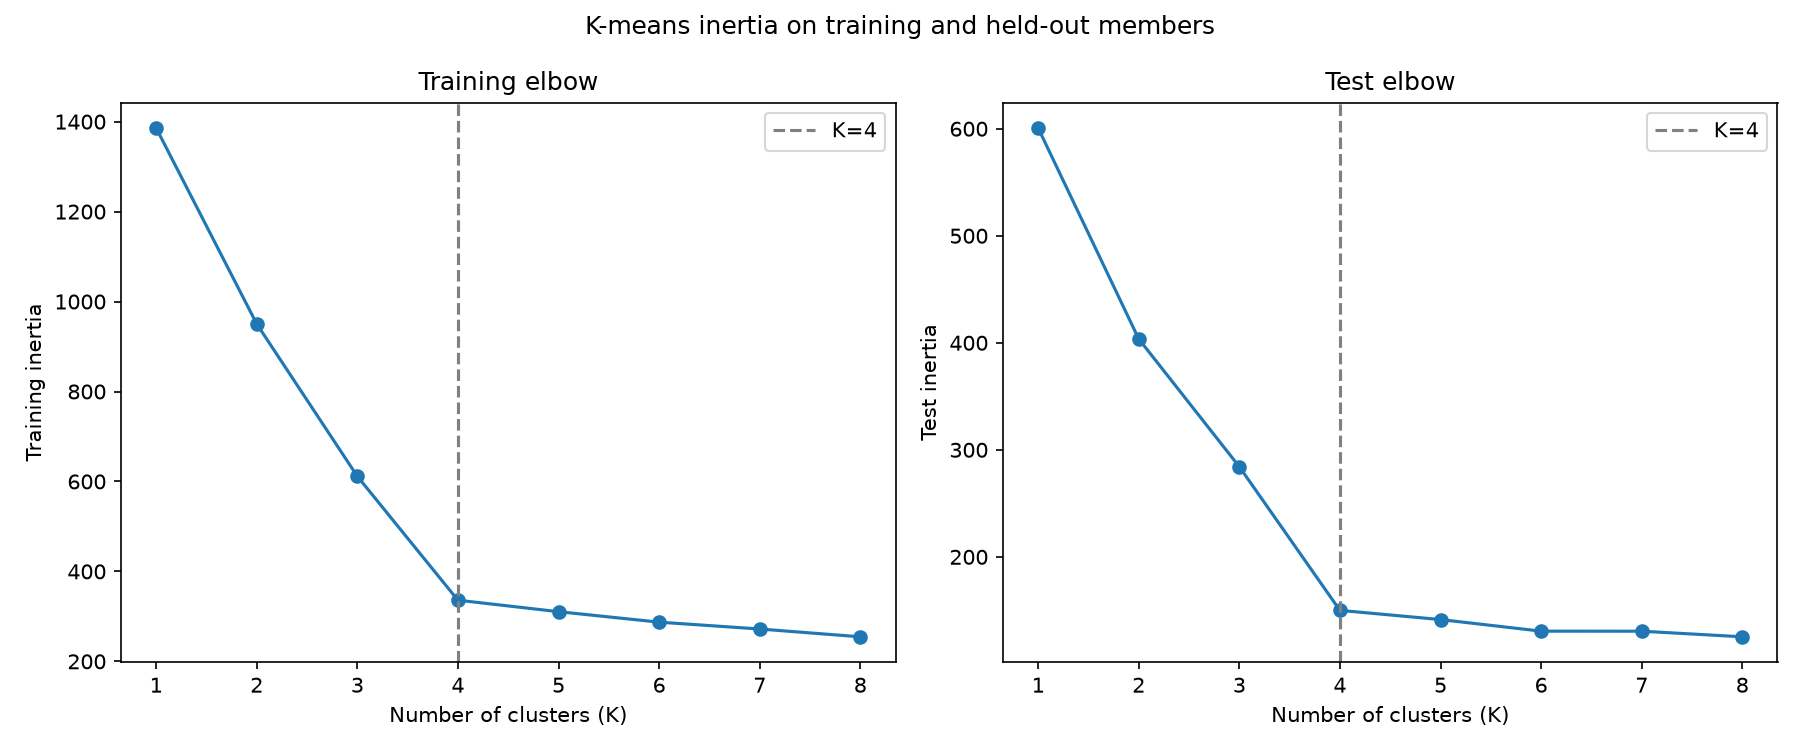 K-means inertia on training and held-out members
Training elbow
K=4
1400
1200
1000
800
600
400
200
Training inertia
1 2 3 4 5 6 7 8
Number of clusters (K)
Test elbow
K=4
600
500
400
300
200
Test inertia
1 2 3 4 5 6 7 8
Number of clusters (K)